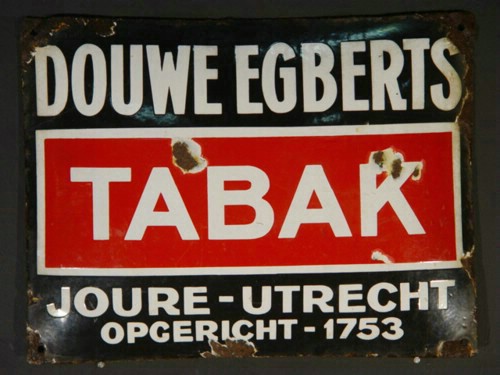 DOUWE EGBERTS
TABAK
JOURE - UTRECHT
OPGERICHT - 1753